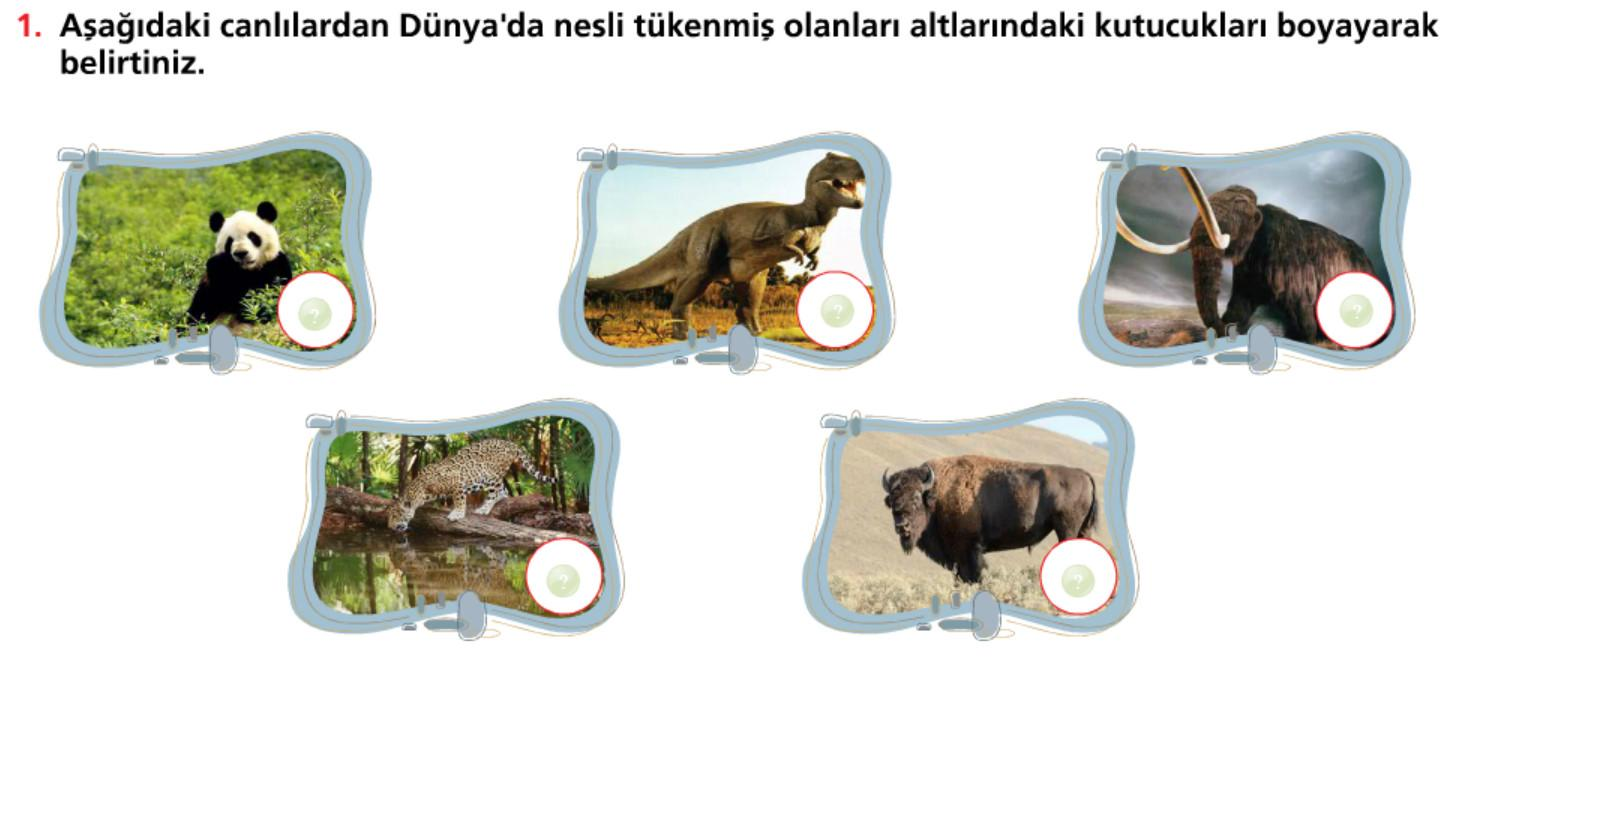 1. Aşağıdaki canlılardan Dünya'da nesli tükenmiş olanları altlarındaki kutucukları boyayarak
belirtiniz.
?
?
?
?
?